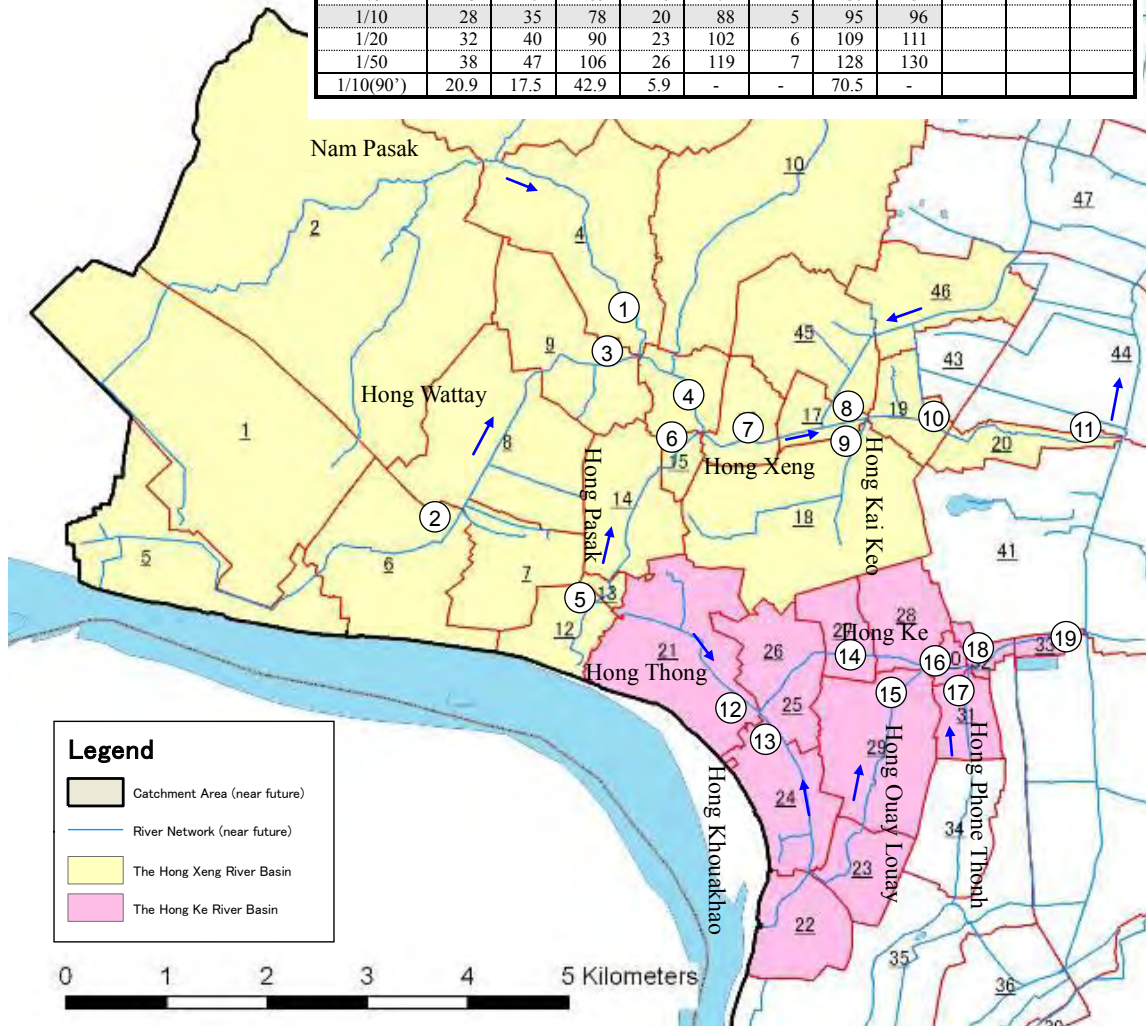 1/10 28 35 78 20 88 5 95 96
1/20 32 40 90 23 102 6 109 111
1/50 38 47 106 26 119 7 128 130
1/10(90’) 20.9 17.5 42.9 5.9 - - 70.5 -
Nam Pasak
10
47
2
4
46
1
45
3
9
43
44
Hong Wattay
4
1
8
17
8
19
10
11
6
7
9
20
15
Hong Xeng
Hong Pasak
14
18
Hong Kai Keo
2
5
6
7
41
5
13
12
28
Hong Ke
21
26
14
16
18
19
33
Hong Thong
12
25
15
17
31
13
29
Hong Khouakhao
Hong Ouay Louay
Hong Phone Thonh
24
34
23
22
35
36
Legend
Catchment Area (near future)
River Network (near future)
The Hong Xeng River Basin
The Hong Ke River Basin
0 1 2 3 4 5 Kilometers